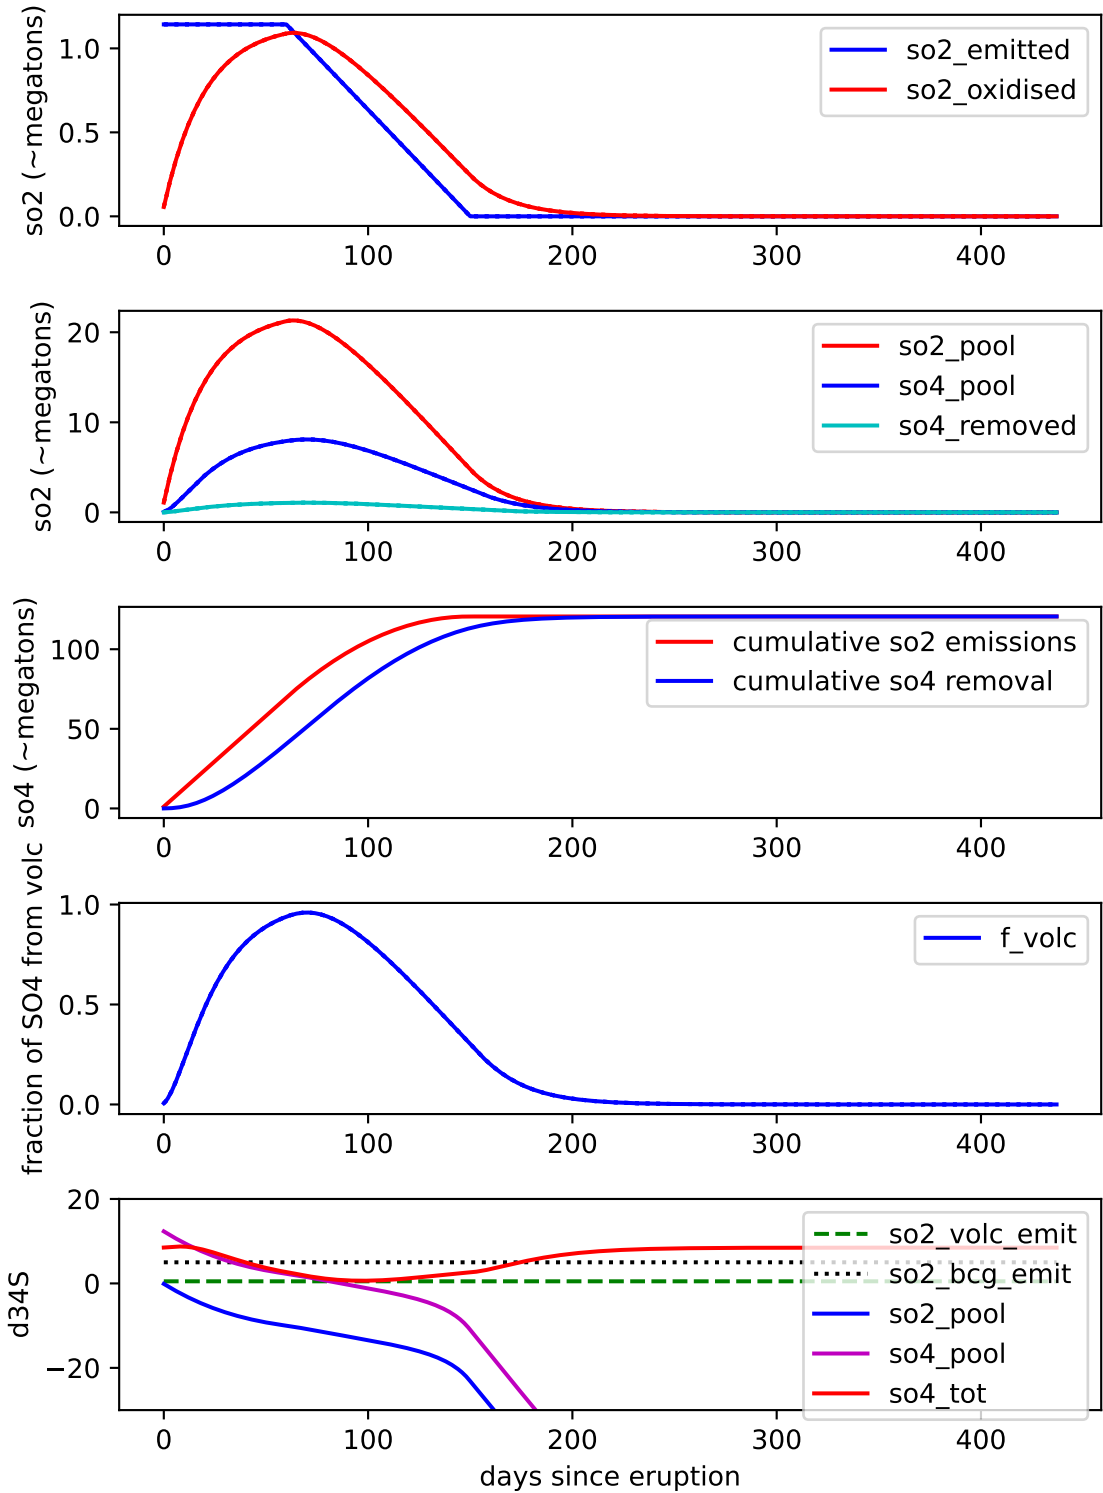 so2 (~megatons)
1.0
0.5
0.0
so2_emitted
so2_oxidised
0
100
200
300
400
so2 (~megatons)
20
10
0
so2_pool
so4_pool
so4_removed
0
100
200
300
400
so4 (~megatons)
100
50
0
cumulative so2 emissions
cumulative so4 removal
0
100
200
300
400
fraction of SO4 from volc
1.0
0.5
0.0
f_volc
0
100
200
300
400
d34S
20
0
−20
so2_volc_emit
so2_bcg_emit
so2_pool
so4_pool
so4_tot
0
100
200
300
400
days since eruption